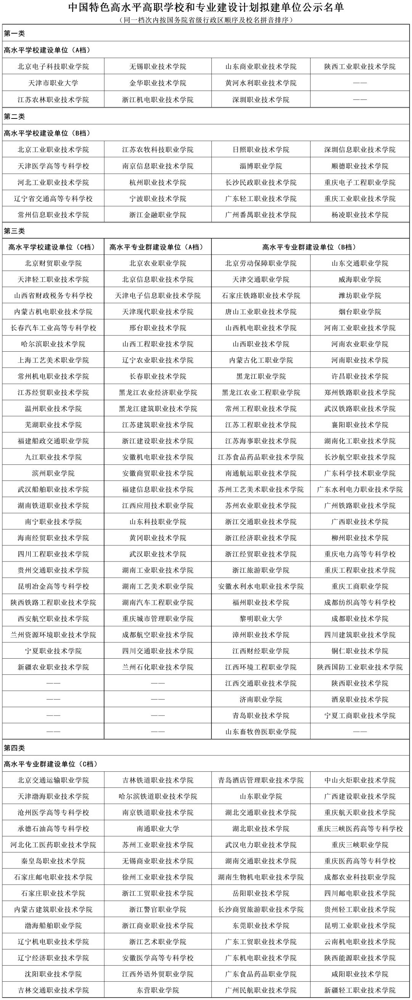 中国特色高水平高职学校和专业建设计划拟建单位公示名单
（同一档次内按国务院省级行政区顺序及校名拼音排序）
第一类
高水平学校建设单位（A档）
北京电子科技职业学院 无锡职业技术学院 山东商业职业技术学院 陕西工业职业技术学院
天津市职业大学 金华职业技术学院 黄河水利职业技术学院 ——
江苏农林职业技术学院 浙江机电职业技术学院 深圳职业技术学院 ——
第二类
高水平学校建设单位（B档）
北京工业职业技术学院 江苏农牧科技职业学院 日照职业技术学院 深圳信息职业技术学院
天津医学高等专科学校 南京信息职业技术学院 淄博职业学院 顺德职业技术学院
河北工业职业技术学院 杭州职业技术学院 长沙民政职业技术学院 重庆电子工程职业学院
辽宁省交通高等专科学校 宁波职业技术学院 广东轻工职业技术学院 重庆工业职业技术学院
常州信息职业技术学院 浙江金融职业学院 广州番禺职业技术学院 杨凌职业技术学院
第三类
高水平学校建设单位（C档） 高水平专业群建设单位（A档） 高水平专业群建设单位（B档）
北京财贸职业学院 北京农业职业学院 北京劳动保障职业学院 山东交通职业学院
天津轻工职业技术学院 北京信息职业技术学院 天津交通职业学院 威海职业学院
山西省财政税务专科学校 天津电子信息职业技术学院 石家庄铁路职业技术学院 潍坊职业学院
内蒙古机电职业技术学院 天津现代职业技术学院 唐山工业职业技术学院 烟台职业学院
长春汽车工业高等专科学校 邢台职业技术学院 山西机电职业技术学院 河南工业职业技术学院
哈尔滨职业技术学院 山西工程职业技术学院 山西职业技术学院 河南农业职业学院
上海工艺美术职业学院 辽宁农业职业技术学院 内蒙古化工职业学院 河南职业技术学院
常州机电职业技术学院 长春职业技术学院 黑龙江职业学院 许昌职业技术学院
江苏经贸职业技术学院 黑龙江农业经济职业学院 黑龙江农业工程职业学院 郑州铁路职业技术学院
温州职业技术学院 黑龙江建筑职业技术学院 常州工程职业技术学院 武汉铁路职业技术学院
芜湖职业技术学院 江苏建筑职业技术学院 江苏工程职业技术学院 襄阳职业技术学院
福建船政交通职业学院 浙江建设职业技术学院 江苏海事职业技术学院 湖南化工职业技术学院
九江职业技术学院 安徽机电职业技术学院 江苏食品药品职业技术学院 长沙航空职业技术学院
滨州职业学院 安徽商贸职业技术学院 南通航运职业技术学院 广东科学技术职业学院
武汉船舶职业技术学院 福建信息职业技术学院 苏州工艺美术职业技术学院 广东水利电力职业技术学院
湖南铁道职业技术学院 江西应用技术职业学院 苏州农业职业技术学院 广州铁路职业技术学院
南宁职业技术学院 山东科技职业学院 浙江交通职业技术学院 广西职业技术学院
海南经贸职业技术学院 黄冈职业技术学院 浙江经济职业技术学院 柳州职业技术学院
四川工程职业技术学院 武汉职业技术学院 浙江经贸职业技术学院 重庆电力高等专科学校
贵州交通职业技术学院 湖南工业职业技术学院 浙江旅游职业学院 重庆工程职业技术学院
昆明冶金高等专科学校 湖南工艺美术职业学院 安徽水利水电职业技术学院 重庆工商职业学院
陕西铁路工程职业技术学院 湖南汽车工程职业学院 福州职业技术学院 成都纺织高等专科学校
西安航空职业技术学院 重庆城市管理职业学院 黎明职业大学 成都职业技术学院
兰州资源环境职业技术学院 成都航空职业技术学院 漳州职业技术学院 四川建筑职业技术学院
宁夏职业技术学院 四川交通职业技术学院 江西财经职业学院 铜仁职业技术学院
新疆农业职业技术学院 兰州石化职业技术学院 江西环境工程职业学院 陕西国防工业职业技术学院
—— —— 江西交通职业技术学院 陕西职业技术学院
—— —— 济南职业学院 酒泉职业技术学院
—— —— 青岛职业技术学院 宁夏工商职业技术学院
—— —— 山东畜牧兽医职业学院 ——
第四类
高水平专业群建设单位（C档）
北京交通运输职业学院 吉林铁道职业技术学院 青岛酒店管理职业技术学院 中山火炬职业技术学院
天津渤海职业技术学院 哈尔滨铁道职业技术学院 山东职业学院 广西建设职业技术学院
沧州医学高等专科学校 南京铁道职业技术学院 湖北交通职业技术学院 重庆航天职业技术学院
承德石油高等专科学校 南通职业大学 湖北职业技术学院 重庆三峡医药高等专科学校
河北化工医药职业技术学院 苏州工业职业技术学院 武汉电力职业技术学院 重庆三峡职业学院
秦皇岛职业技术学院 无锡商业职业技术学院 湖南交通职业技术学院 重庆医药高等专科学校
石家庄邮电职业技术学院 徐州工业职业技术学院 湖南生物机电职业技术学院 成都农业科技职业学院
石家庄职业技术学院 浙江工贸职业技术学院 岳阳职业技术学院 四川邮电职业技术学院
内蒙古建筑职业技术学院 浙江警官职业学院 长沙商贸旅游职业技术学院 贵州轻工职业技术学院
渤海船舶职业学院 浙江商业职业技术学院 东莞职业技术学院 昆明工业职业技术学院
辽宁机电职业技术学院 浙江艺术职业学院 广东工贸职业技术学院 云南机电职业技术学院
辽宁经济职业技术学院 安徽医学高等专科学校 广东机电职业技术学院 陕西能源职业技术学院
沈阳职业技术学院 江西外语外贸职业学院 广东食品药品职业学院 咸阳职业技术学院
吉林交通职业技术学院 东营职业学院 广州民航职业技术学院 新疆轻工职业技术学院